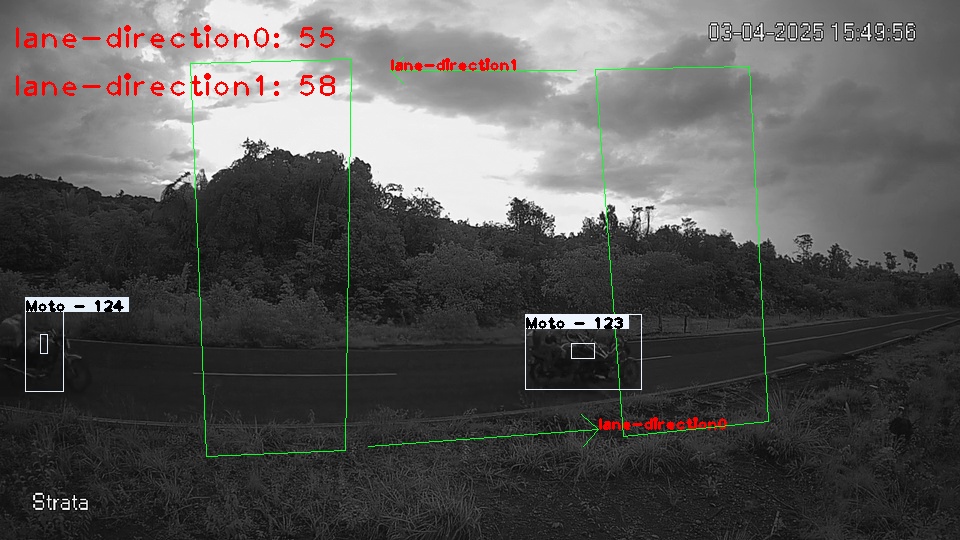 lane-direction0: 55
03-04-2025 15:49:56
lane-direction1
lane-direction1: 58
Moto - 124
Moto - 123
lane-direction0
Strata